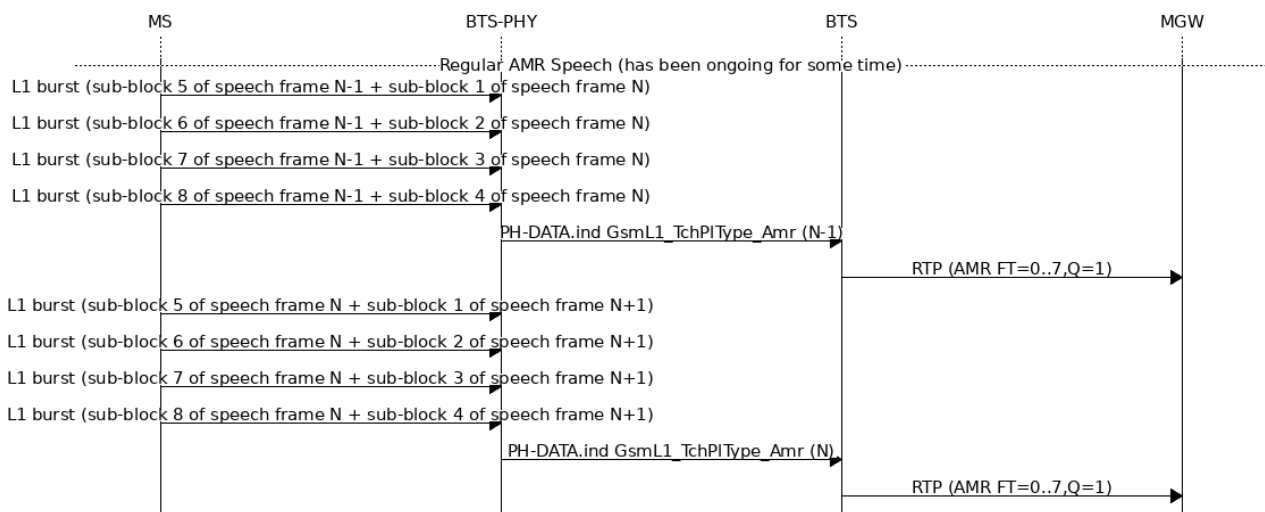 MS BTS-PHY BTS MGW
Regular AMR Speech (has been ongoing for some time)
L1 burst (sub-block 5 of speech frame N-1 + sub-block 1 of speech frame N)
L1 burst (sub-block 6 of speech frame N-1 + sub-block 2 of speech frame N)
L1 burst (sub-block 7 of speech frame N-1 + sub-block 3 of speech frame N)
L1 burst (sub-block 8 of speech frame N-1 + sub-block 4 of speech frame N)
PH-DATA.ind GsmL1_TchPlType_Amr (N-1)
RTP (AMR FT=0..7,Q=1)
L1 burst (sub-block 5 of speech frame N + sub-block 1 of speech frame N+1)
L1 burst (sub-block 6 of speech frame N + sub-block 2 of speech frame N+1)
L1 burst (sub-block 7 of speech frame N + sub-block 3 of speech frame N+1)
L1 burst (sub-block 8 of speech frame N + sub-block 4 of speech frame N+1)
PH-DATA.ind GsmL1_TchPlType_Amr (N)
RTP (AMR FT=0..7,Q=1)